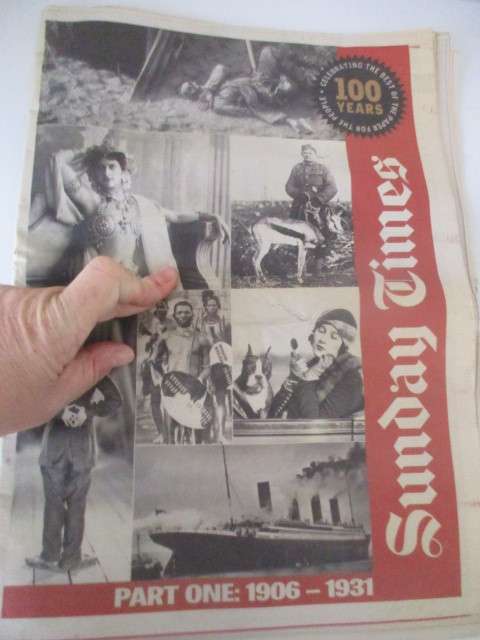 CELEBRATING THE BEST OF THE PAPER FOR THE PEOPLE
100
YEARS
Sunday Times
PART ONE: 1906 – 1931